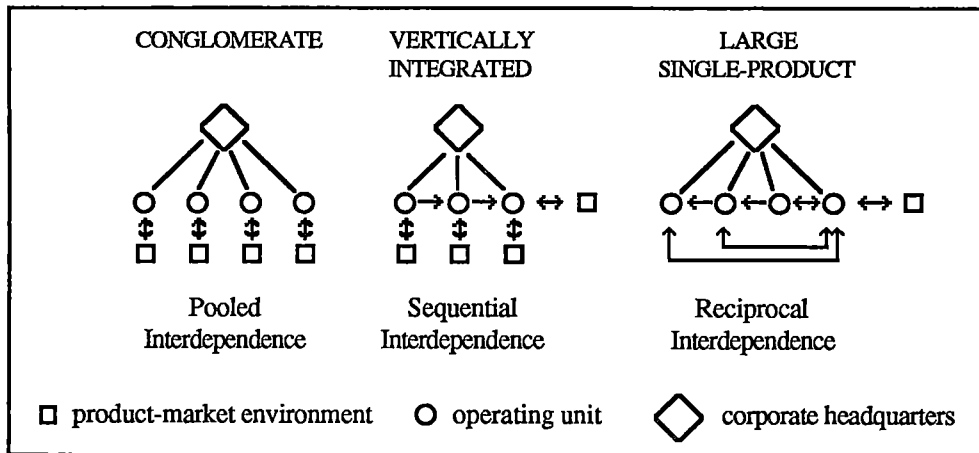 CONGLOMERATE
VERTICALLY
INTEGRATED
LARGE
SINGLE-PRODUCT
Pooled
Interdependence
Sequential
Interdependence
Reciprocal
Interdependence
product-market environment
operating unit
corporate headquarters